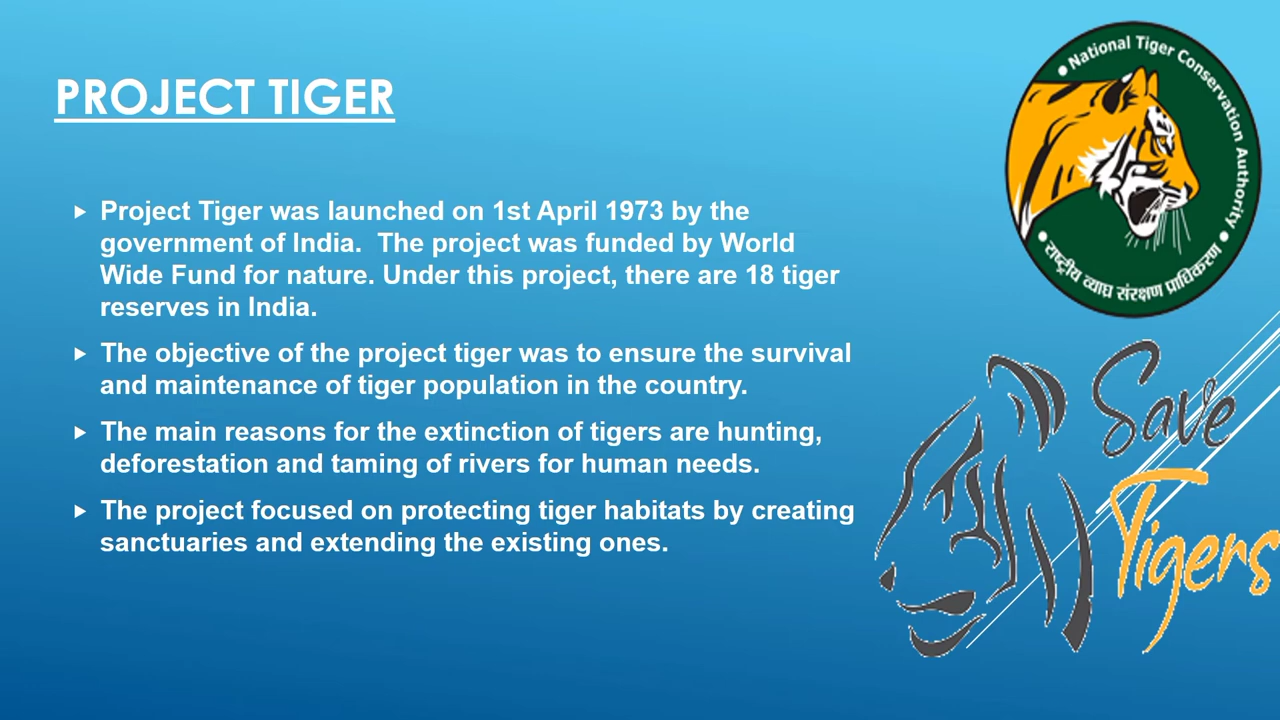 PROJECT TIGER
Project Tiger was launched on 1st April 1973 by the
government of India.  The project was funded by World
Wide Fund for nature. Under this project, there are 18 tiger
reserves in India.
The objective of the project tiger was to ensure the survival
and maintenance of tiger population in the country.
The main reasons for the extinction of tigers are hunting,
deforestation and taming of rivers for human needs.
The project focused on protecting tiger habitats by creating
sanctuaries and extending the existing ones.
National Tiger Conservation Authority
राष्ट्रीय व्याघ्र संरक्षण प्राधिकरण
Save
Tigers